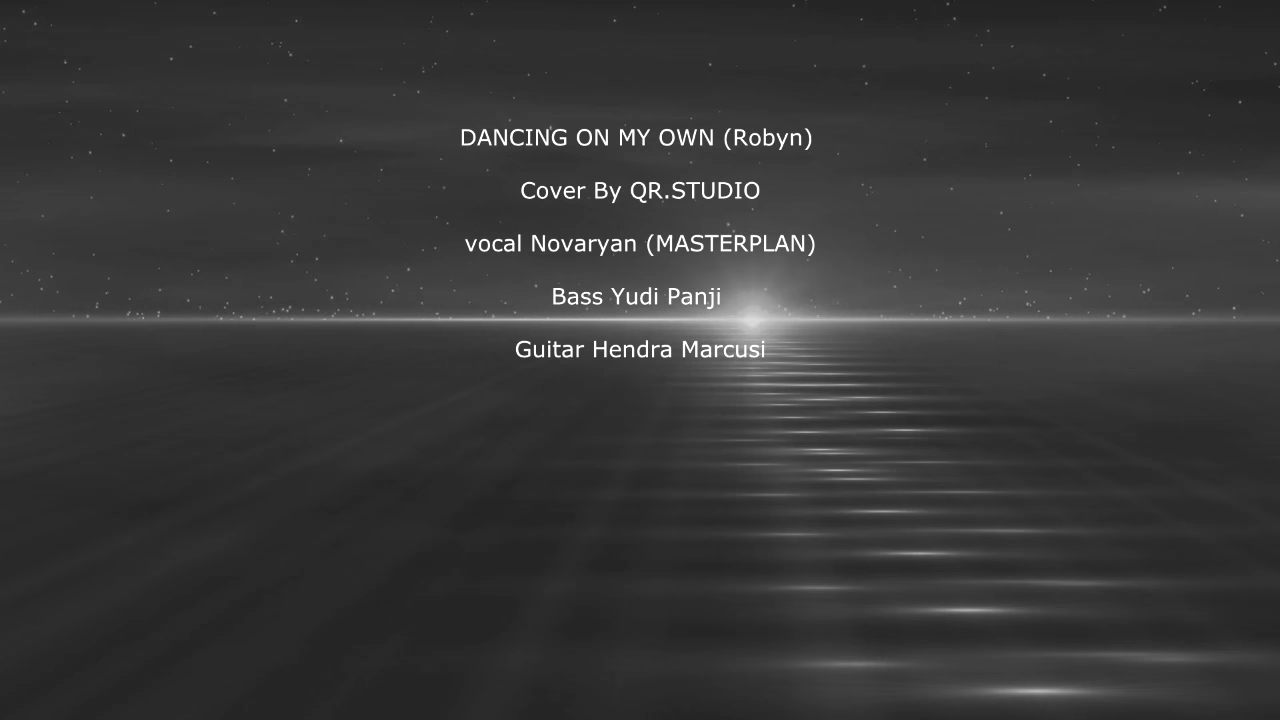 DANCING ON MY OWN (Robyn)
Cover By QR.STUDIO
vocal Novaryan (MASTERPLAN)
Bass Yudi Panji
Guitar Hendra Marcusi